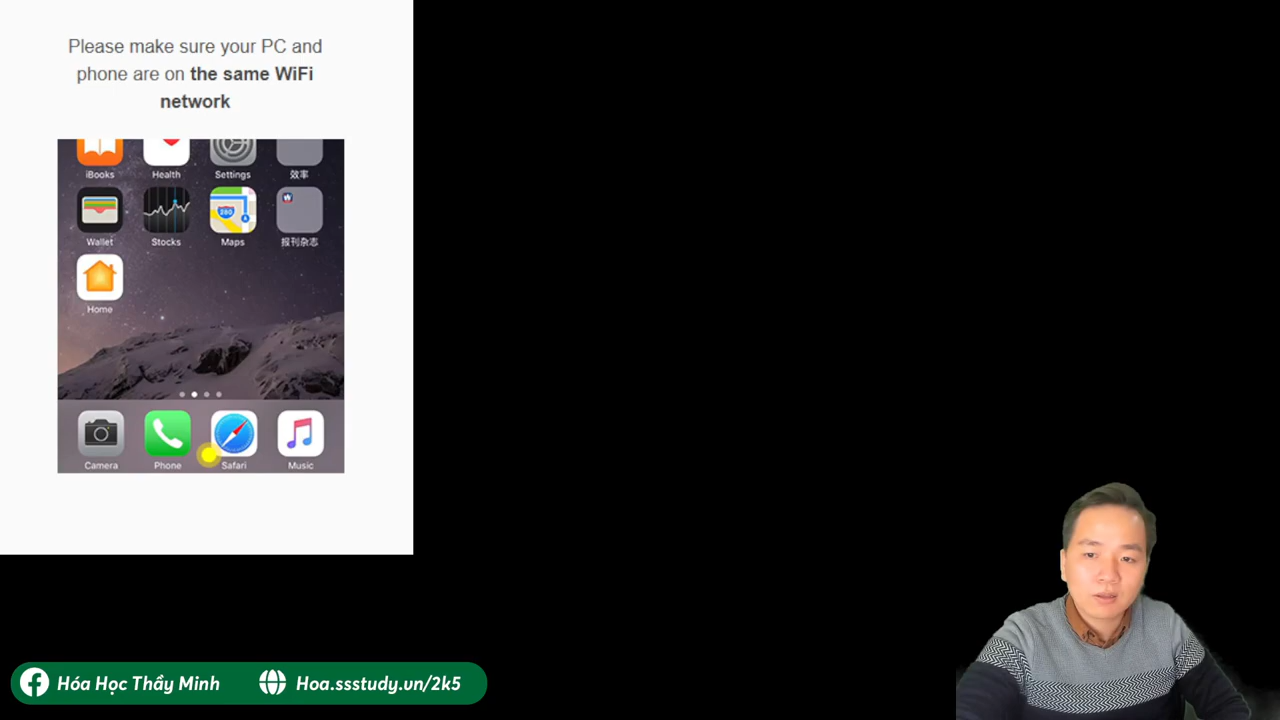 Please make sure your PC and
phone are on the same WiFi
network
iBooks Health Settings 效率
280
Wallet Stocks Maps 报刊杂志
Home
Camera Phone Safari Music
Hóa Học Thầy Minh Hoa.ssstudy.vn/2k5